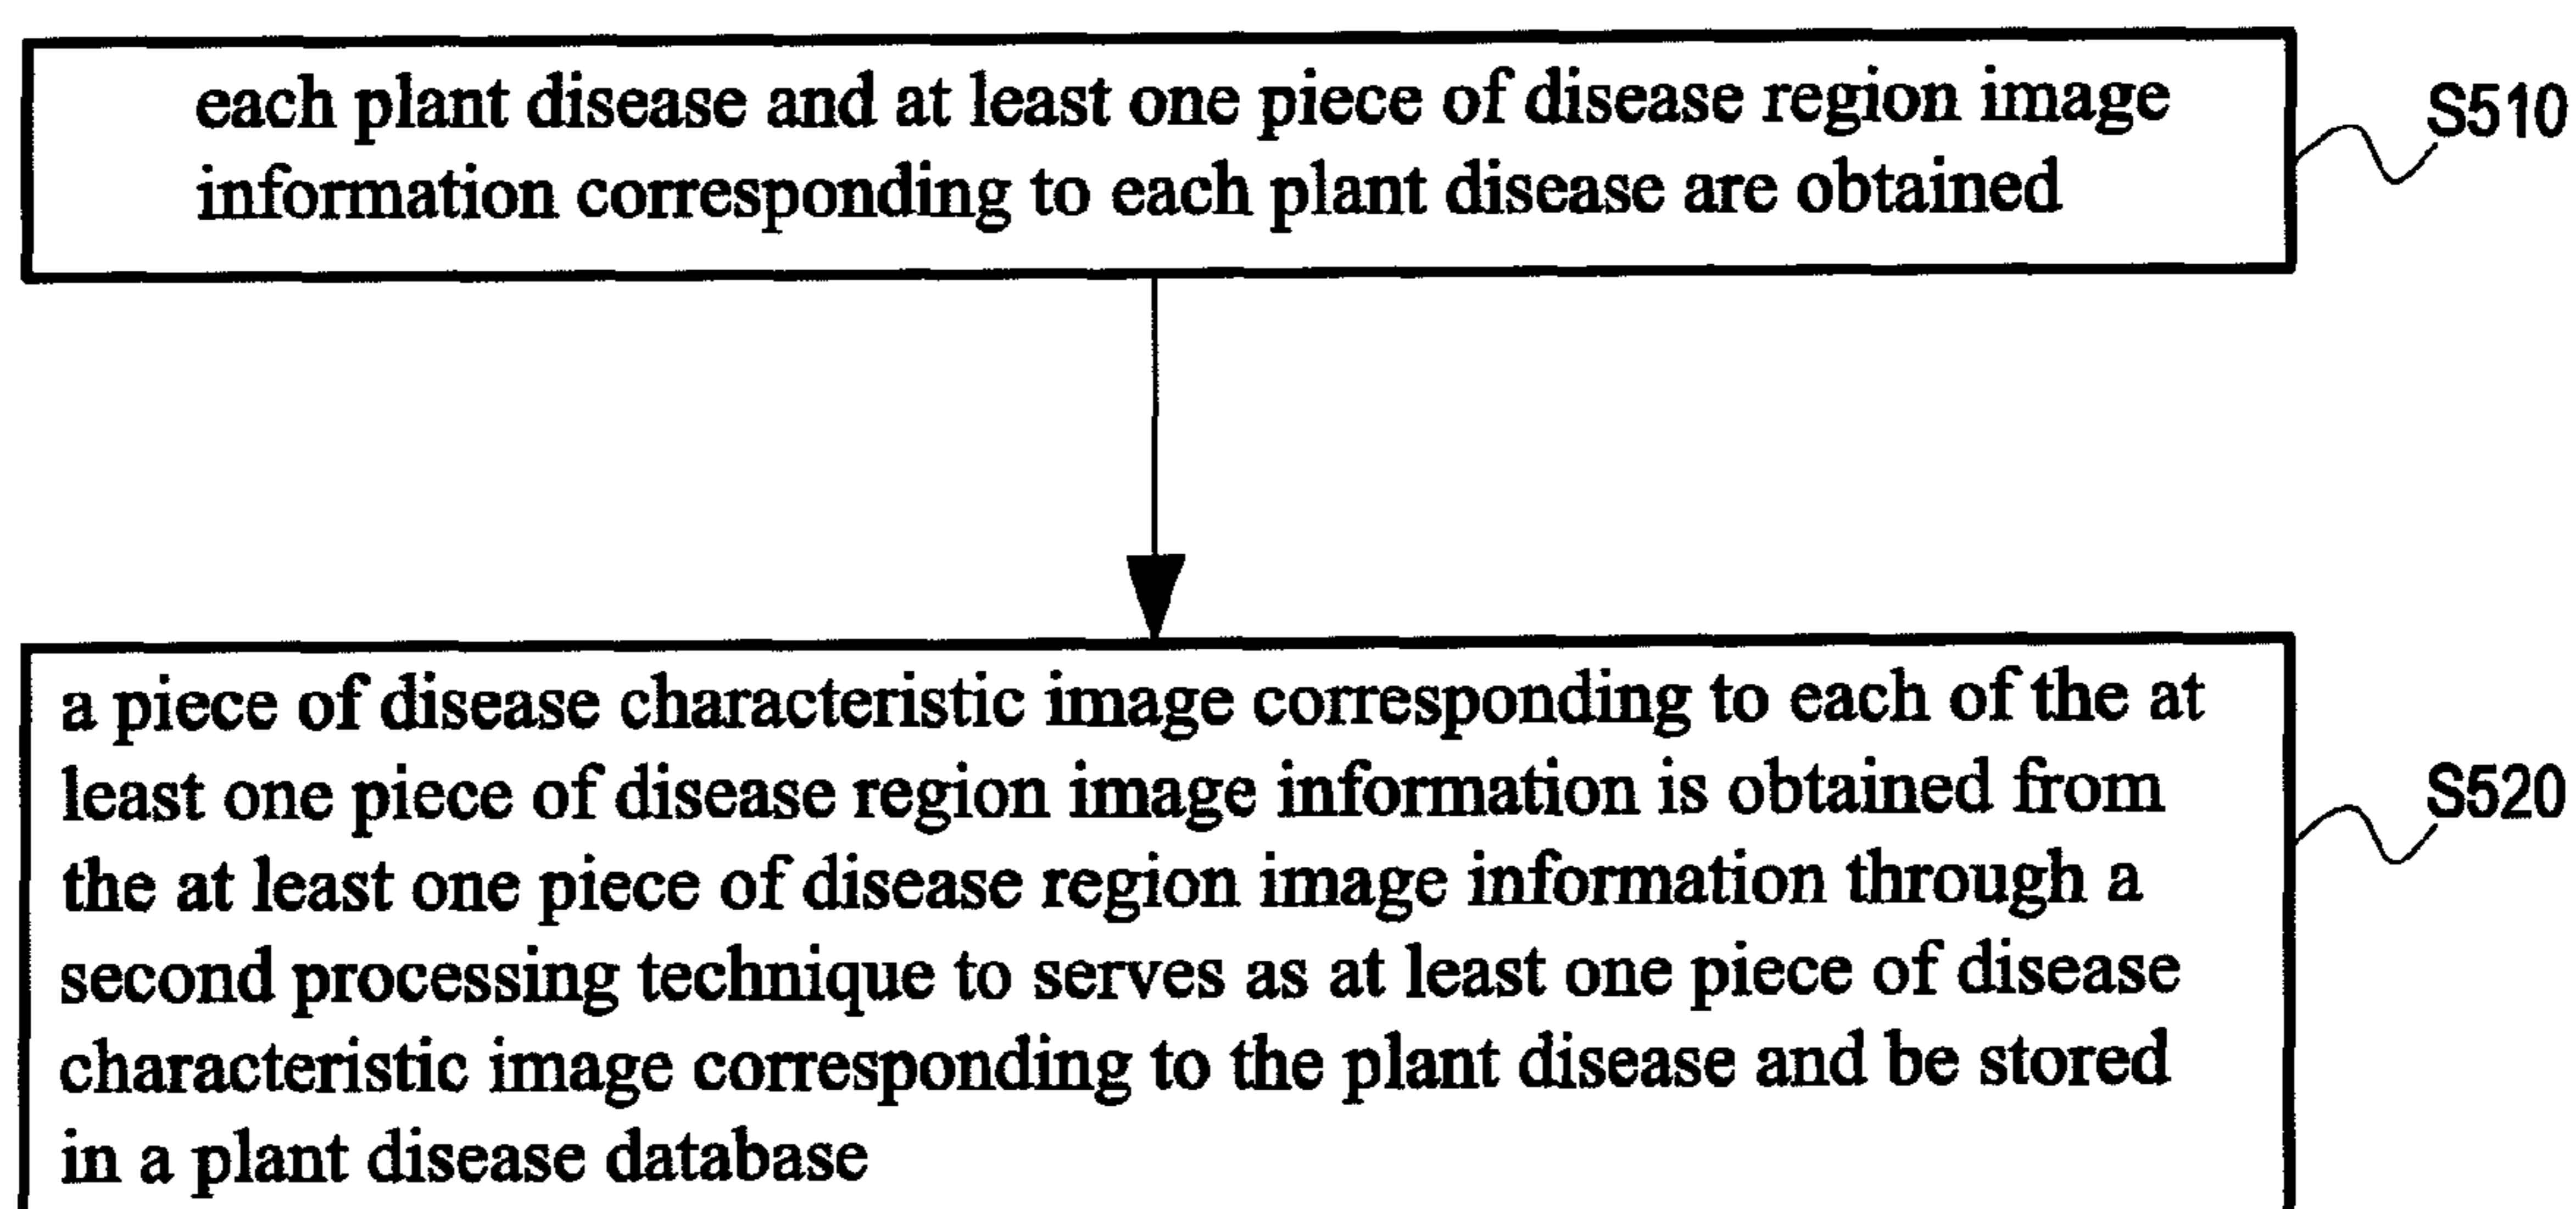 each plant disease and at least one piece of disease region image
information corresponding to each plant disease are obtained
S510
a piece of disease characteristic image corresponding to each of the at
least one piece of disease region image information is obtained from
the at least one piece of disease region image information through a
second processing technique to serves as at least one piece of disease
characteristic image corresponding to the plant disease and be stored
in a plant disease database
S520